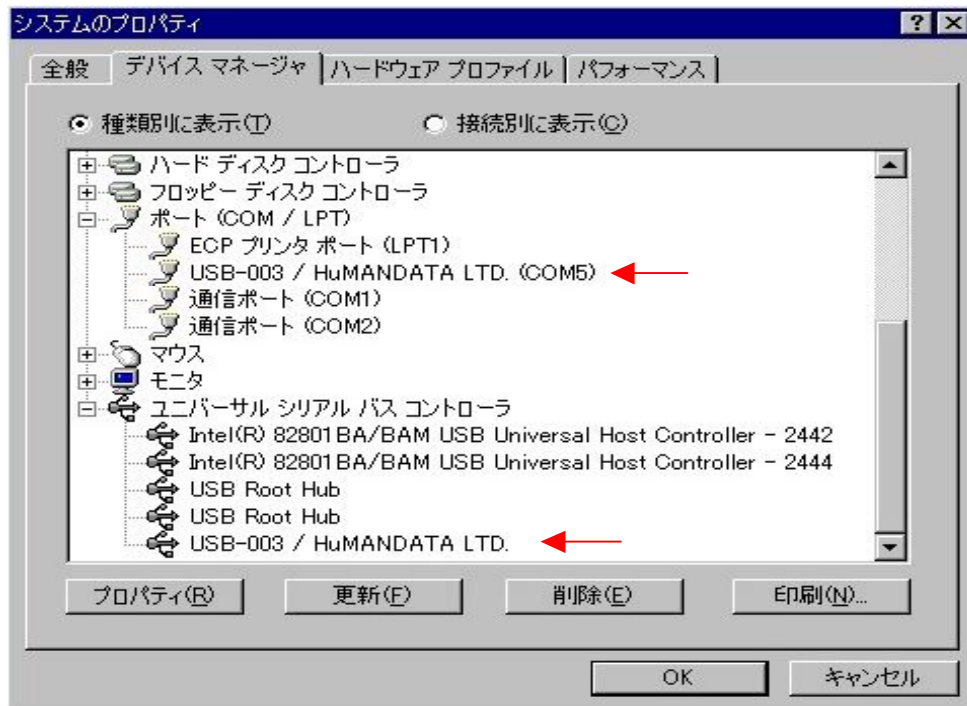 システムのプロパティ
全般 デバイス マネージャ ハードウェア プロファイル パフォーマンス
種類別に表示(T) 接続別に表示(C)
ハード ディスク コントローラ
フロッピー ディスク コントローラ
ポート (COM / LPT)
ECP プリンタ ポート (LPT1)
USB-003 / HuMANDATA LTD. (COM5)
通信ポート (COM1)
通信ポート (COM2)
マウス
モニタ
ユニバーサル シリアル バス コントローラ
Intel(R) 82801BA/BAM USB Universal Host Controller - 2442
Intel(R) 82801BA/BAM USB Universal Host Controller - 2444
USB Root Hub
USB Root Hub
USB-003 / HuMANDATA LTD.
プロパティ(R) 更新(F) 削除(E) 印刷(N)...
OK キャンセル